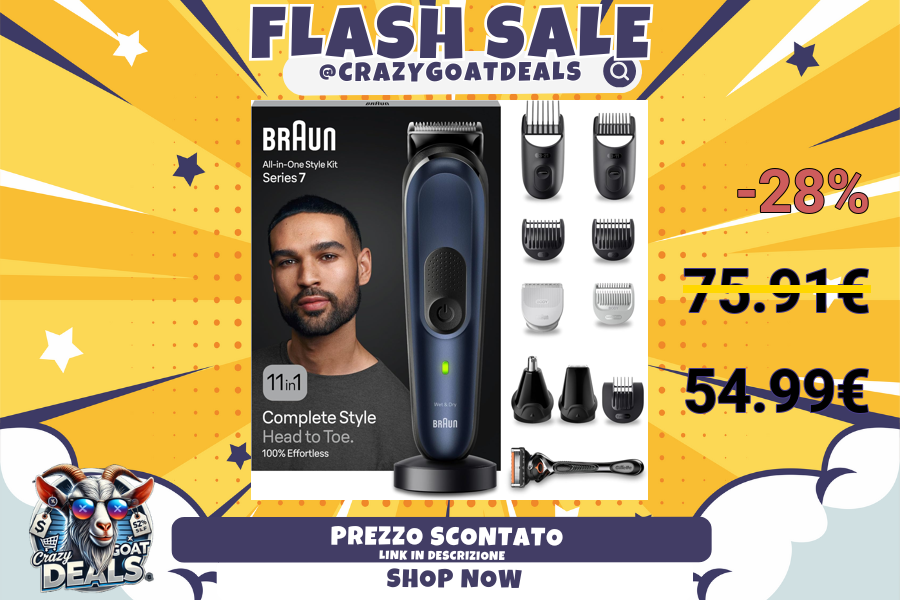 FLASH SALE
@CRAZYGOATDEALS
BRAUN
BRAUN
All-in-One Style Kit
Series 7
-28%
75.91€
54.99€
11in1
Wet & Dry
BRAUN
Complete Style
Head to Toe.
100% Effortless
Gillette
$
52%
Crazy
GOAT
DEALS
PREZZO SCONTATO
LINK IN DESCRIZIONE
SHOP NOW